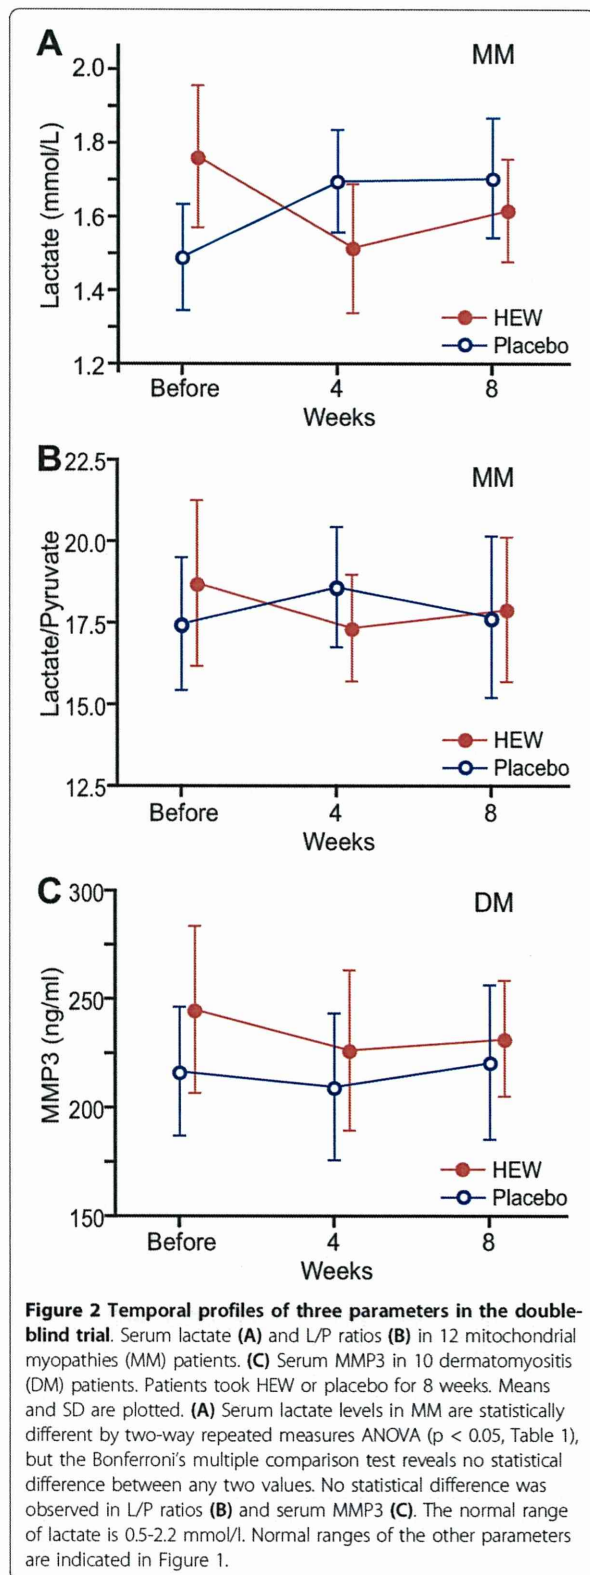 A
MM
Lactate (mmol/L)
2.0
1.8
1.6
1.4
1.2
HEW
Placebo
Before
4
8
Weeks
B
MM
Lactate/Pyruvate
22.5
20.0
17.5
15.0
12.5
HEW
Placebo
Before
4
8
Weeks
C
DM
MMP3 (ng/ml)
300
250
200
150
HEW
Placebo
Before
4
8
Weeks
Figure 2 Temporal profiles of three parameters in the double-
blind trial. Serum lactate (A) and L/P ratios (B) in 12 mitochondrial
myopathies (MM) patients. (C) Serum MMP3 in 10 dermatomyositis
(DM) patients. Patients took HEW or placebo for 8 weeks. Means
and SD are plotted. (A) Serum lactate levels in MM are statistically
different by two-way repeated measures ANOVA (p < 0.05, Table 1),
but the Bonferroni's multiple comparison test reveals no statistical
difference between any two values. No statistical difference was
observed in L/P ratios (B) and serum MMP3 (C). The normal range
of lactate is 0.5-2.2 mmol/l. Normal ranges of the other parameters
are indicated in Figure 1.